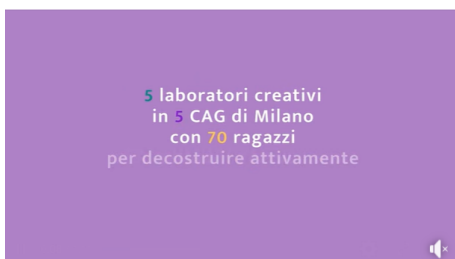 5 laboratori creativi
in 5 CAG di Milano
con 70 ragazzi
per decostruire attivamente